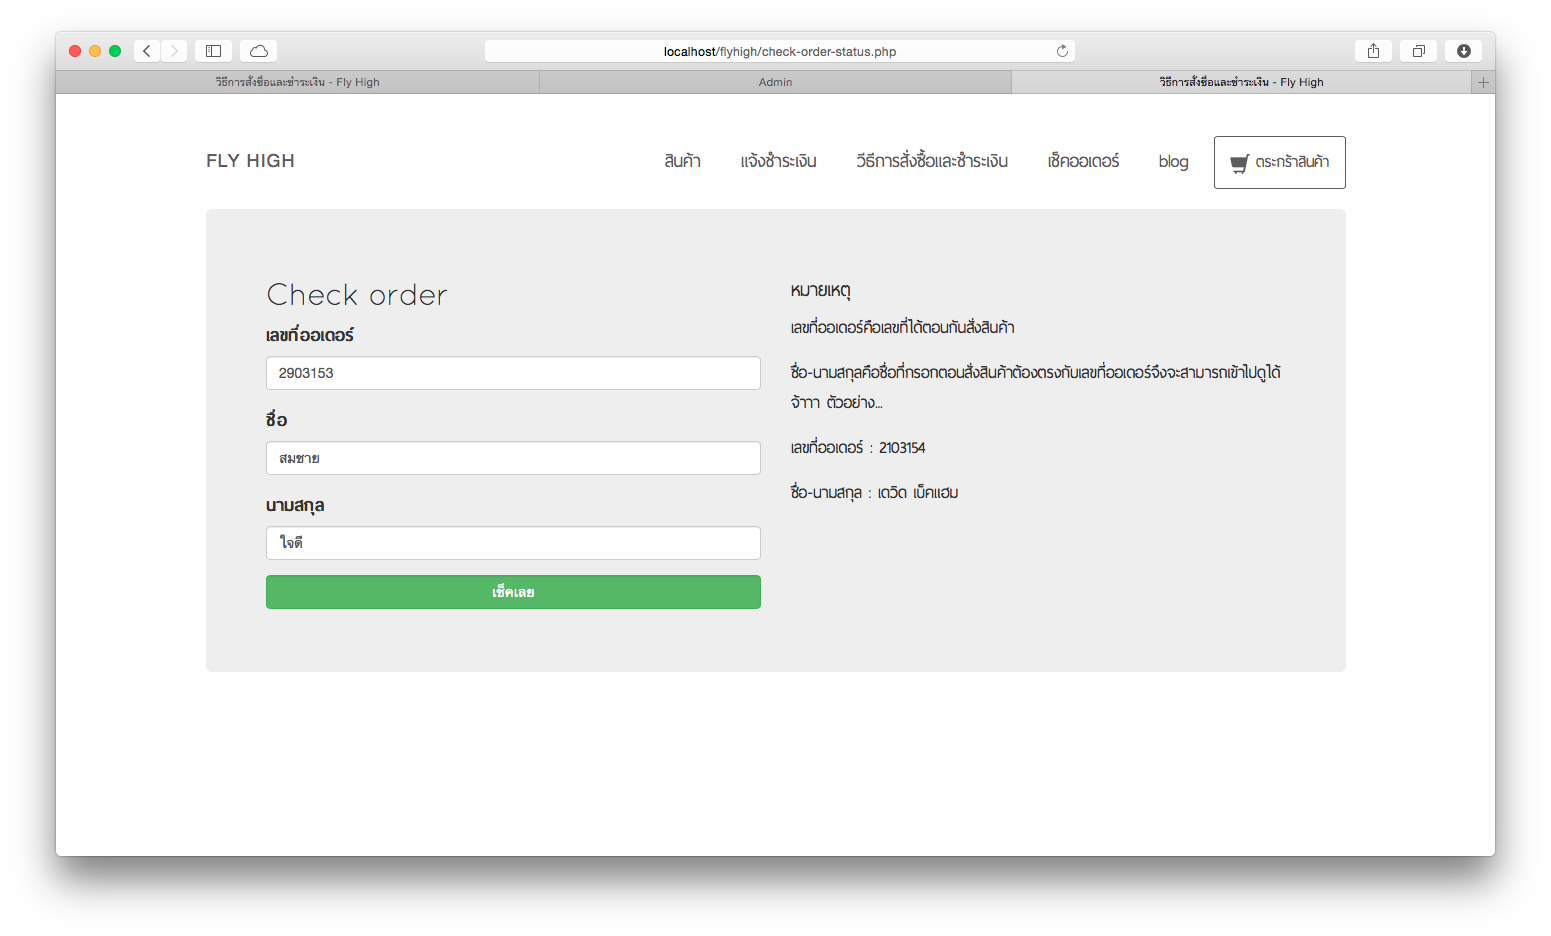 localhost/flyhigh/check-order-status.php
วิธีการสั่งซื่อและชำระเงิน - Fly High
Admin
วิธีการสั่งซื่อและชำระเงิน - Fly High
FLY HIGH
สินค้า
แจ้งชำระเงิน
วีธีการสั่งซื้อและชำระเงิน
เช็คออเดอร์
blog
ตระกร้าสินค้า
Check order
เลขที่ออเดอร์
2903153
ชื่อ
สมชาย
นามสกุล
ใจดี
เช็คเลย
หมายเหตุ
เลขที่ออเดอร์คือเลขที่ได้ตอนกันสั่งสินค้า
ชื่อ-นามสกุลคือชื่อที่กรอกตอนสั่งสินค้าต้องตรงกับเลขที่ออเดอร์จึงจะสามารถเข้าไปดูได้
จ้าาา ตัวอย่าง...
เลขที่ออเดอร์ : 2103154
ชื่อ-นามสกุล : เดวิด เบ็คแฮม